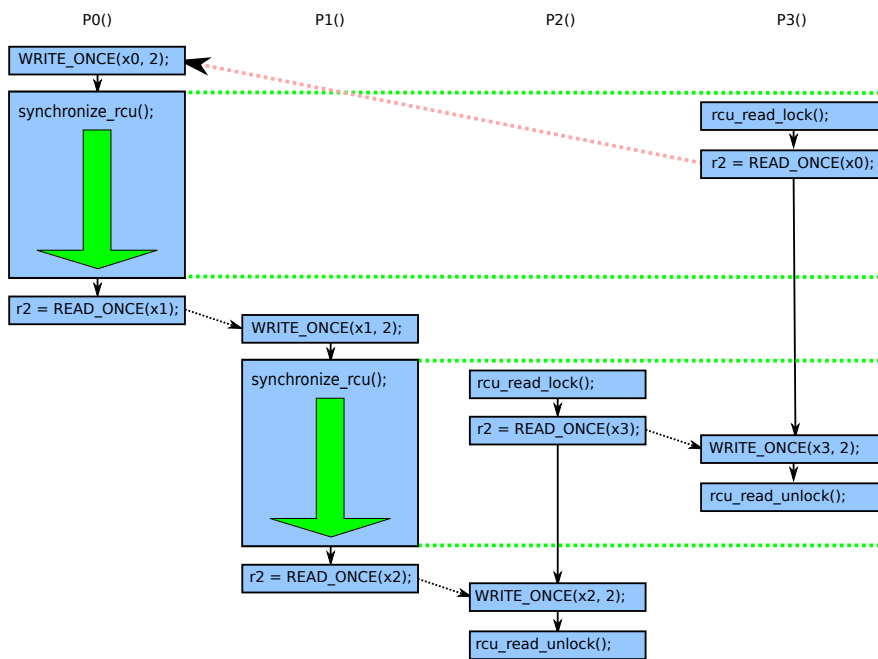 P0() P1() P2() P3()
WRITE_ONCE(x0, 2);
synchronize_rcu();
rcu_read_lock();
r2 = READ_ONCE(x0);
r2 = READ_ONCE(x1);
WRITE_ONCE(x1, 2);
synchronize_rcu();
rcu_read_lock();
r2 = READ_ONCE(x3);
WRITE_ONCE(x3, 2);
rcu_read_unlock();
r2 = READ_ONCE(x2);
WRITE_ONCE(x2, 2);
rcu_read_unlock();